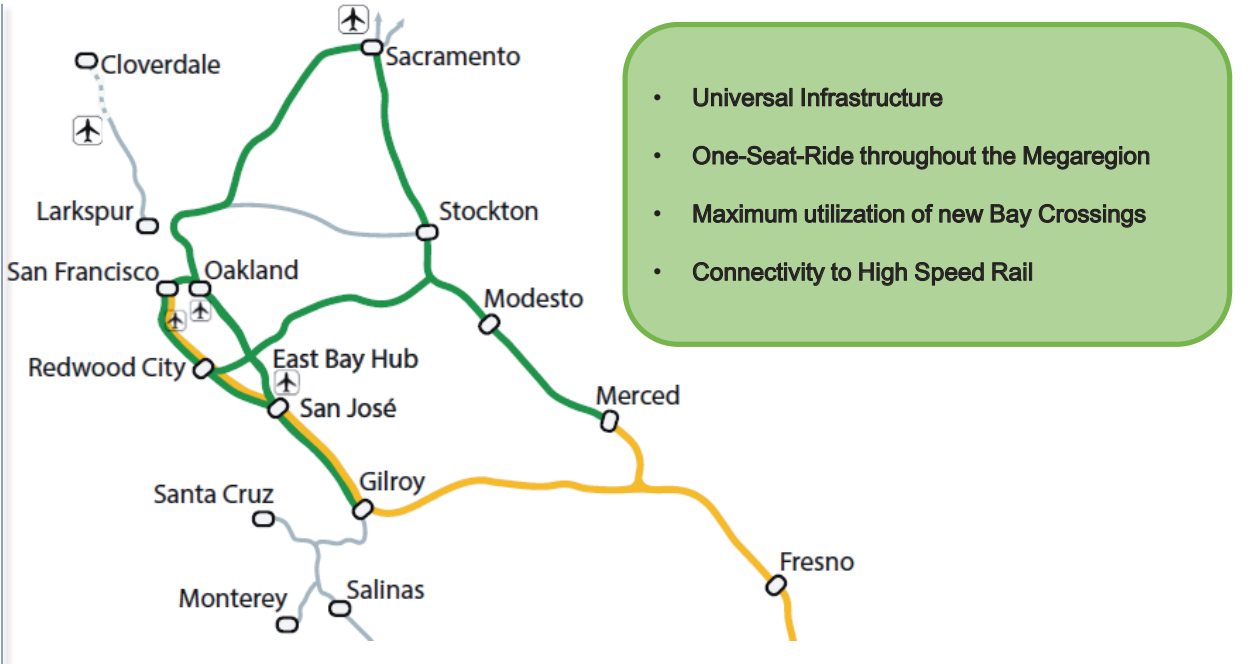 Sacramento
Cloverdale
• Universal Infrastructure
• One-Seat-Ride throughout the Megaregion
Larkspur
Stockton
• Maximum utilization of new Bay Crossings
San Francisco
Oakland
• Connectivity to High Speed Rail
Modesto
Redwood City
East Bay Hub
San José
Merced
Gilroy
Santa Cruz
Fresno
Monterey
Salinas